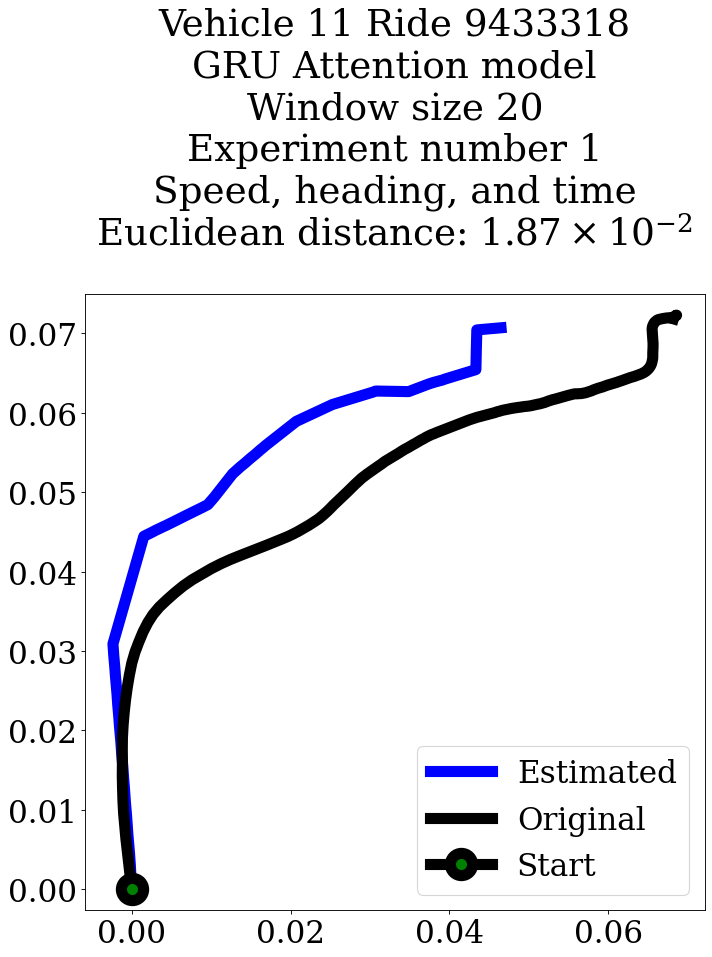 Vehicle 11 Ride 9433318
GRU Attention model
Window size 20
Experiment number 1
Speed, heading, and time
Euclidean distance: 1.87 × 10⁻²
0.07
0.06
0.05
0.04
0.03
0.02
0.01
0.00
0.00 0.02 0.04 0.06
Estimated
Original
Start